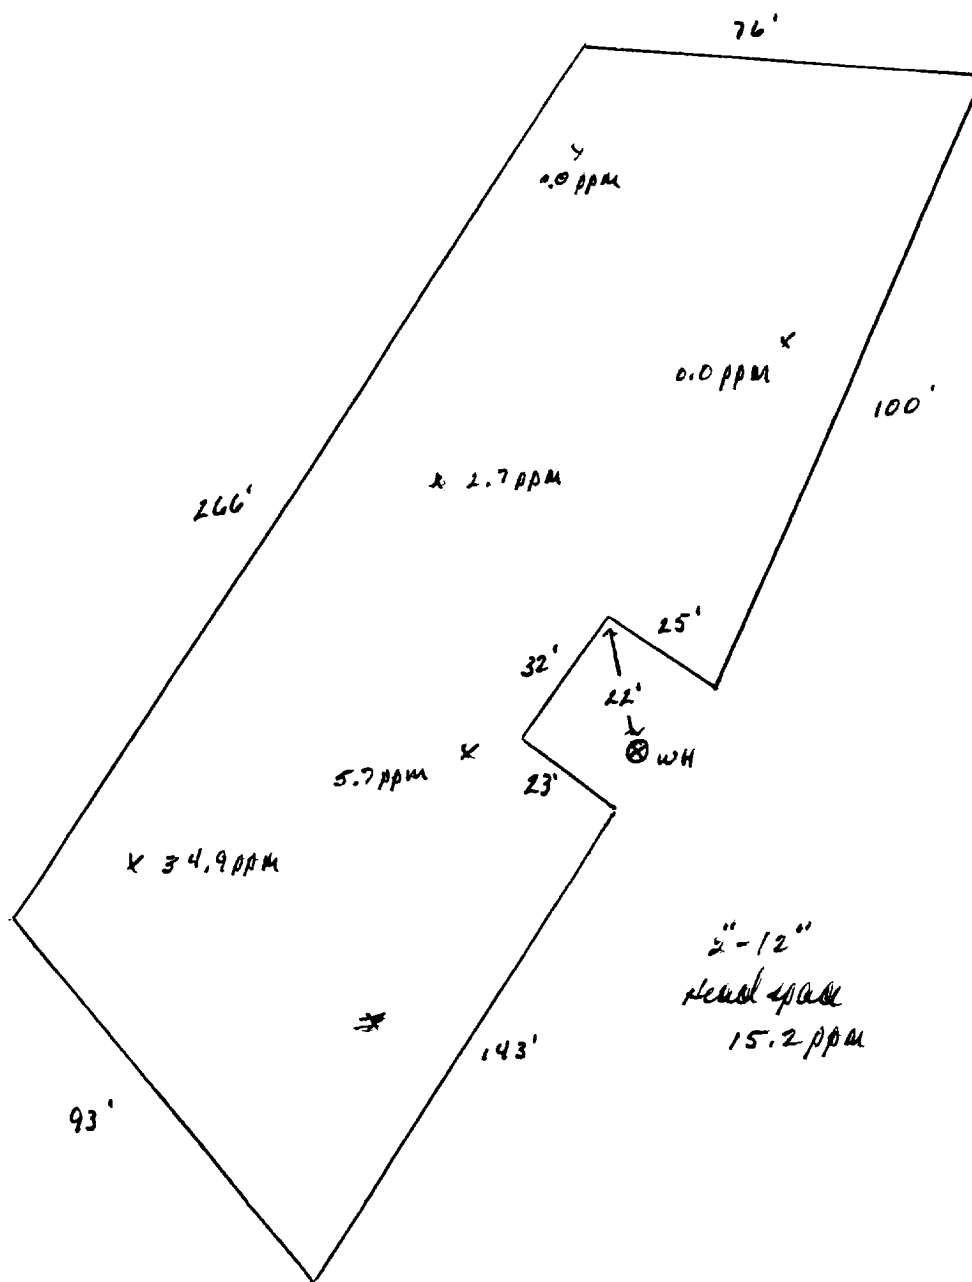 76'
0.0 ppm
0.0 ppm
100'
2.7 ppm
266'
25'
32'
22'
WH
5.7 ppm
23'
34.9 ppm
2"-12"
Head space
15.2 ppm
143'
93'